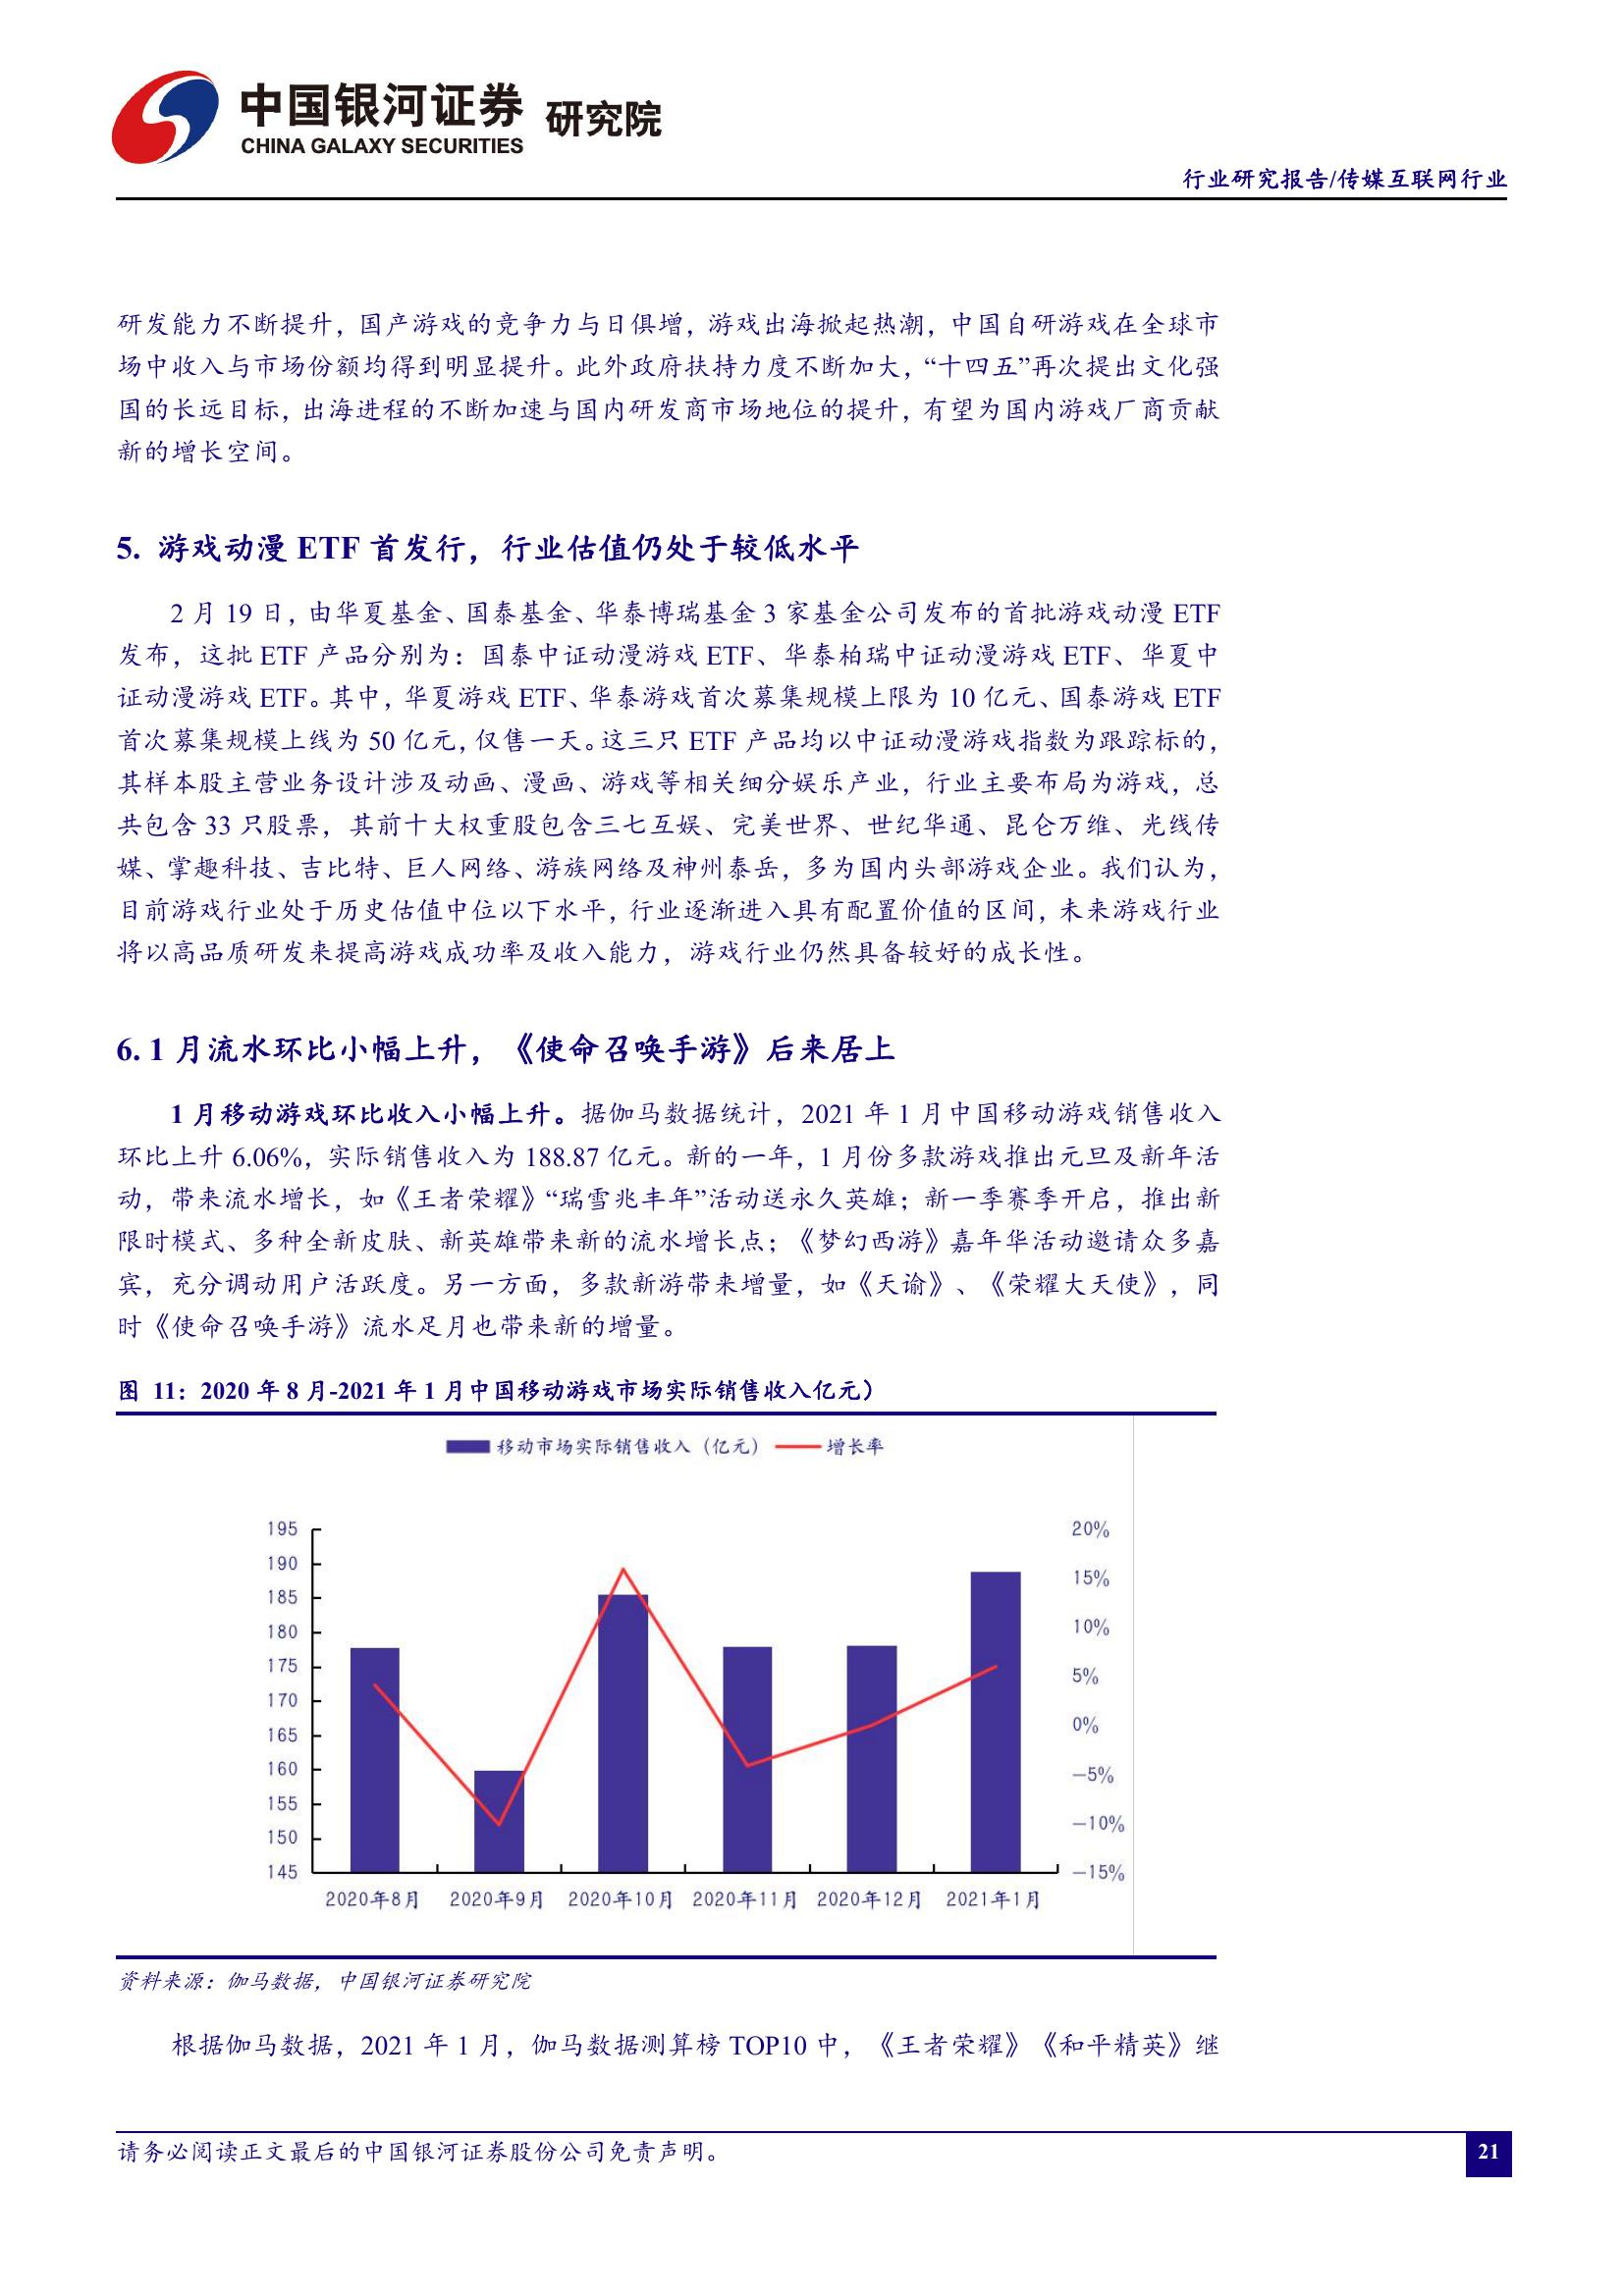 中国银河证券 研究院
CHINA GALAXY SECURITIES
行业研究报告/传媒互联网行业
研发能力不断提升，国产游戏的竞争力与日俱增，游戏出海掀起热潮，中国自研游戏在全球市
场中收入与市场份额均得到明显提升。此外政府扶持力度不断加大，“十四五”再次提出文化强
国的长远目标，出海进程的不断加速与国内研发商市场地位的提升，有望为国内游戏厂商贡献
新的增长空间。
5. 游戏动漫 ETF 首发行，行业估值仍处于较低水平
2 月 19 日，由华夏基金、国泰基金、华泰博瑞基金 3 家基金公司发布的首批游戏动漫 ETF
发布，这批 ETF 产品分别为：国泰中证动漫游戏 ETF、华泰柏瑞中证动漫游戏 ETF、华夏中
证动漫游戏 ETF。其中，华夏游戏 ETF、华泰游戏首次募集规模上限为 10 亿元、国泰游戏 ETF
首次募集规模上线为 50 亿元，仅售一天。这三只 ETF 产品均以中证动漫游戏指数为跟踪标的，
其样本股主营业务设计涉及动画、漫画、游戏等相关细分娱乐产业，行业主要布局为游戏，总
共包含 33 只股票，其前十大权重股包含三七互娱、完美世界、世纪华通、昆仑万维、光线传
媒、掌趣科技、吉比特、巨人网络、游族网络及神州泰岳，多为国内头部游戏企业。我们认为，
目前游戏行业处于历史估值中位以下水平，行业逐渐进入具有配置价值的区间，未来游戏行业
将以高品质研发来提高游戏成功率及收入能力，游戏行业仍然具备较好的成长性。
6. 1 月流水环比小幅上升，《使命召唤手游》后来居上
1 月移动游戏环比收入小幅上升。据伽马数据统计，2021 年 1 月中国移动游戏销售收入
环比上升 6.06%，实际销售收入为 188.87 亿元。新的一年，1 月份多款游戏推出元旦及新年活
动，带来流水增长，如《王者荣耀》“瑞雪兆丰年”活动送永久英雄；新一季赛季开启，推出新
限时模式、多种全新皮肤、新英雄带来新的流水增长点；《梦幻西游》嘉年华活动邀请众多嘉
宾，充分调动用户活跃度。另一方面，多款新游带来增量，如《天谕》、《荣耀大天使》，同
时《使命召唤手游》流水足月也带来新的增量。
图 11：2020 年 8 月-2021 年 1 月中国移动游戏市场实际销售收入亿元）
移动市场实际销售收入（亿元） 增长率
195 20%
190
185 15%
180 10%
175 5%
170
165 0%
160 −5%
155
150 −10%
145 −15%
2020年8月 2020年9月 2020年10月 2020年11月 2020年12月 2021年1月
资料来源：伽马数据，中国银河证券研究院
根据伽马数据，2021 年 1 月，伽马数据测算榜 TOP10 中，《王者荣耀》《和平精英》继
请务必阅读正文最后的中国银河证券股份公司免责声明。
21